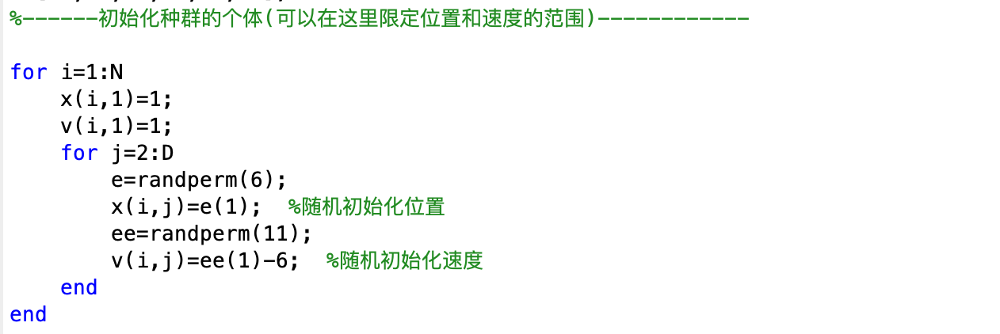 %------初始化种群的个体(可以在这里限定位置和速度的范围)------------
for i=1:N
    x(i,1)=1;
    v(i,1)=1;
    for j=2:D
        e=randperm(6);
        x(i,j)=e(1);  %随机初始化位置
        ee=randperm(11);
        v(i,j)=ee(1)-6;  %随机初始化速度
    end
end